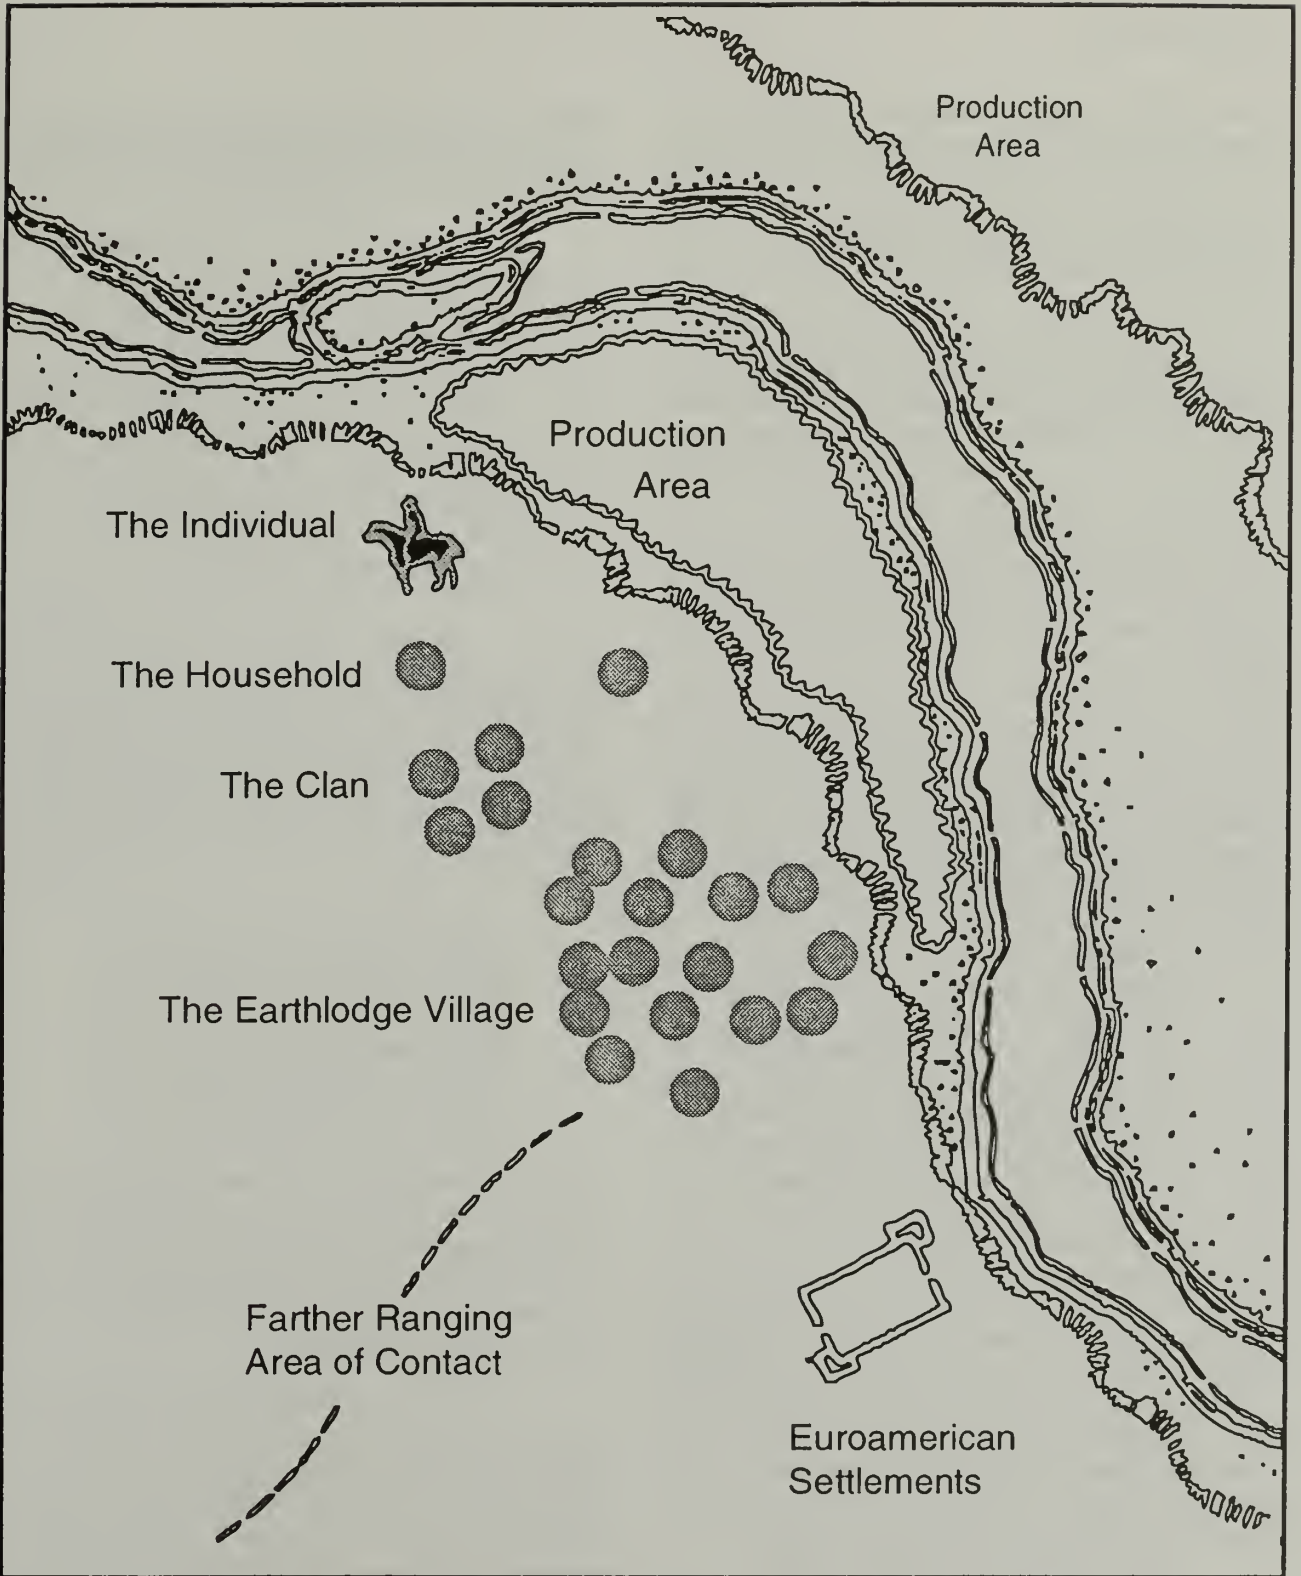 Production
Area
Production
Area
The Individual
The Household
The Clan
The Earthlodge Village
Farther Ranging
Area of Contact
Euroamerican
Settlements